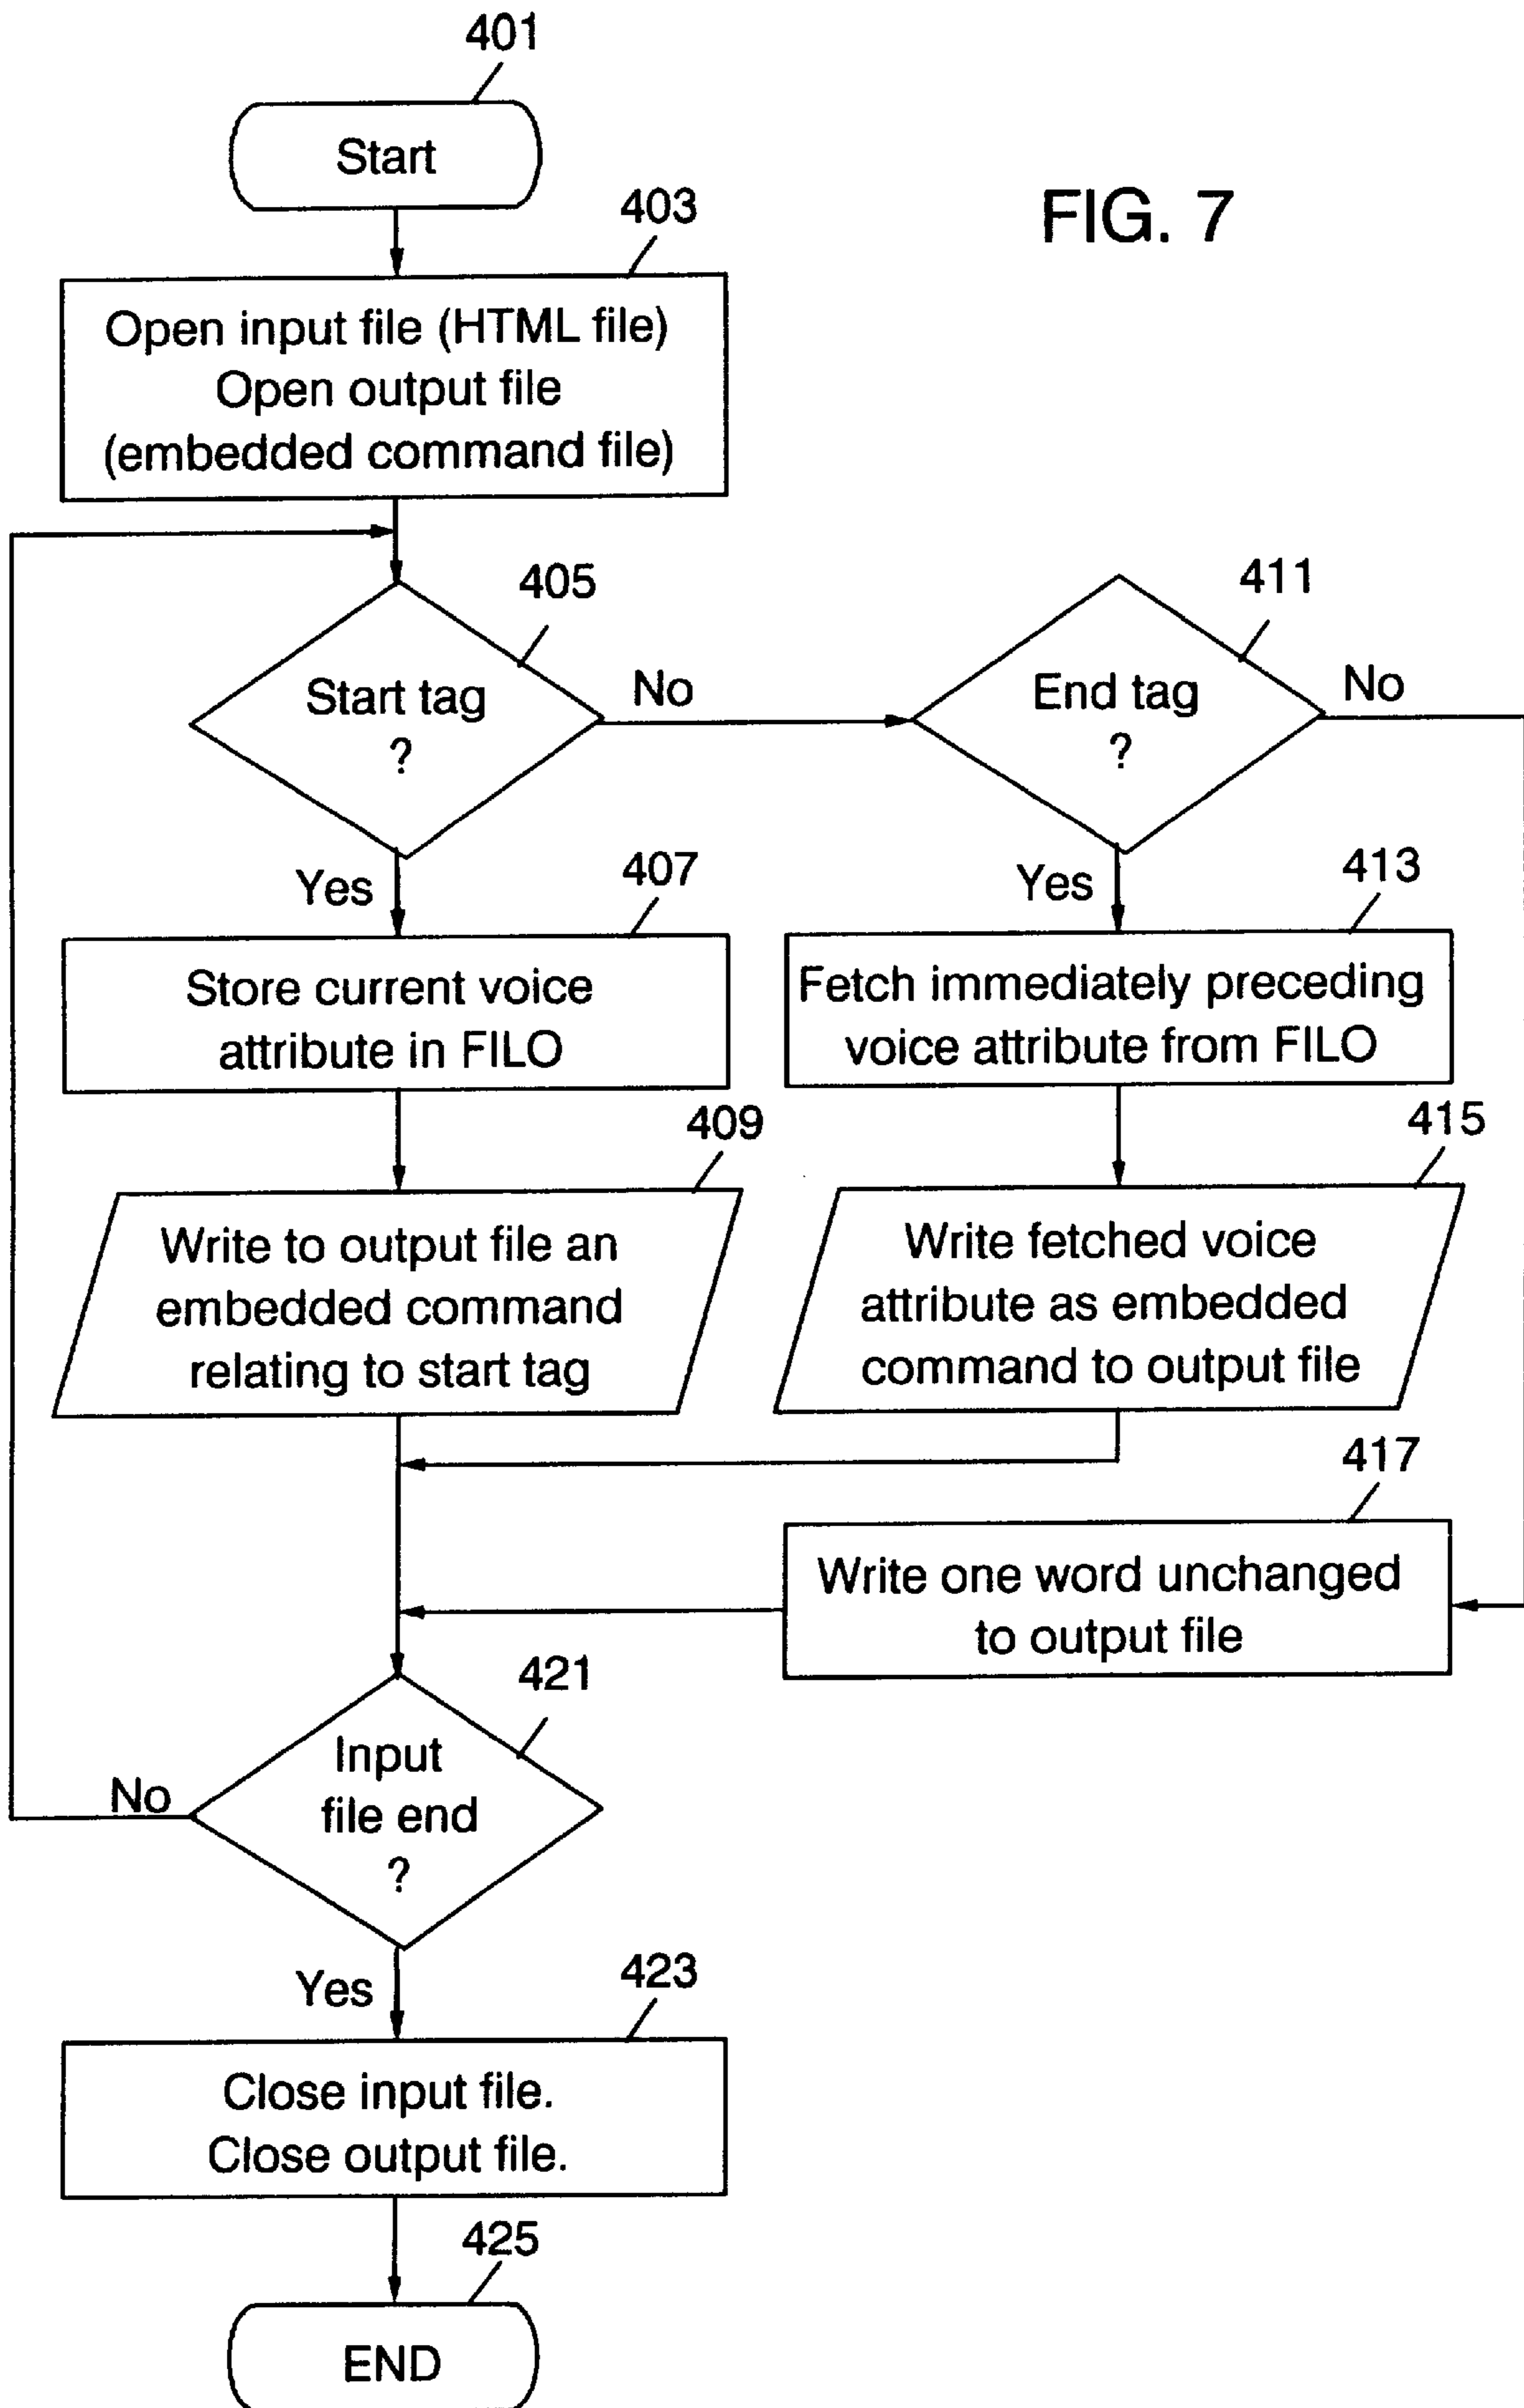 401
Start
FIG. 7
403
Open input file (HTML file)
Open output file
(embedded command file)
405
Start tag
?
No
411
End tag
?
No
Yes
407
Store current voice
attribute in FILO
Yes
413
Fetch immediately preceding
voice attribute from FILO
409
Write to output file an
embedded command
relating to start tag
415
Write fetched voice
attribute as embedded
command to output file
417
Write one word unchanged
to output file
421
Input
file end
?
No
Yes
423
Close input file.
Close output file.
425
END